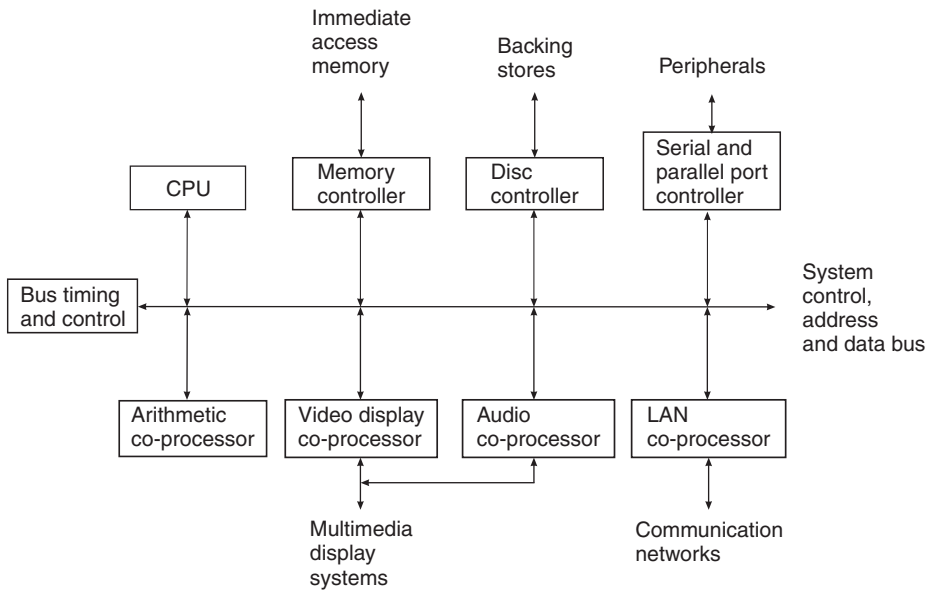 Immediate
access
memory
Backing
stores
Peripherals
CPU
Memory
controller
Disc
controller
Serial and
parallel port
controller
Bus timing
and control
System
control,
address
and data bus
Arithmetic
co-processor
Video display
co-processor
Audio
co-processor
LAN
co-processor
Multimedia
display
systems
Communication
networks